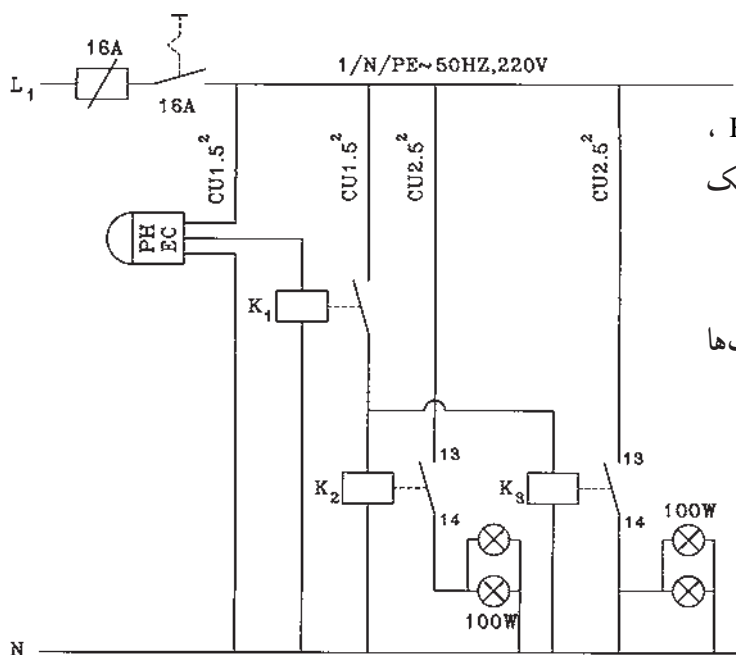 16A
L1
16A
1/N/PE~50HZ,220V
CU1.5²
CU1.5²
CU2.5²
CU2.5²
PH
EC
K1
13
14
K2
K3
13
14
100W
100W
N